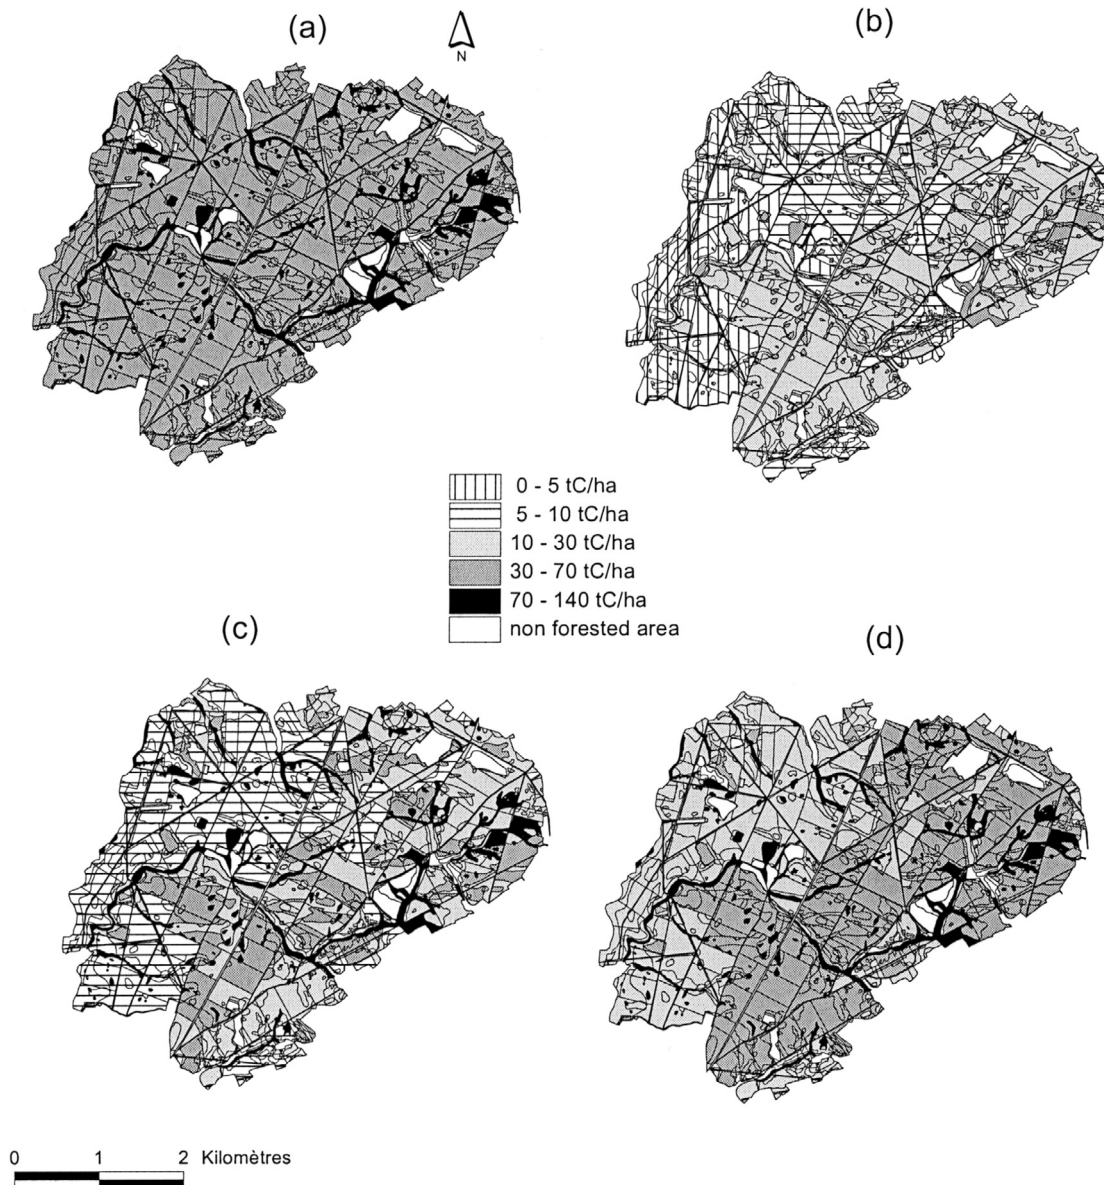 (a)
N
(b)
0 - 5 tC/ha
5 - 10 tC/ha
10 - 30 tC/ha
30 - 70 tC/ha
70 - 140 tC/ha
non forested area
(c)
(d)
0 1 2 Kilomètres